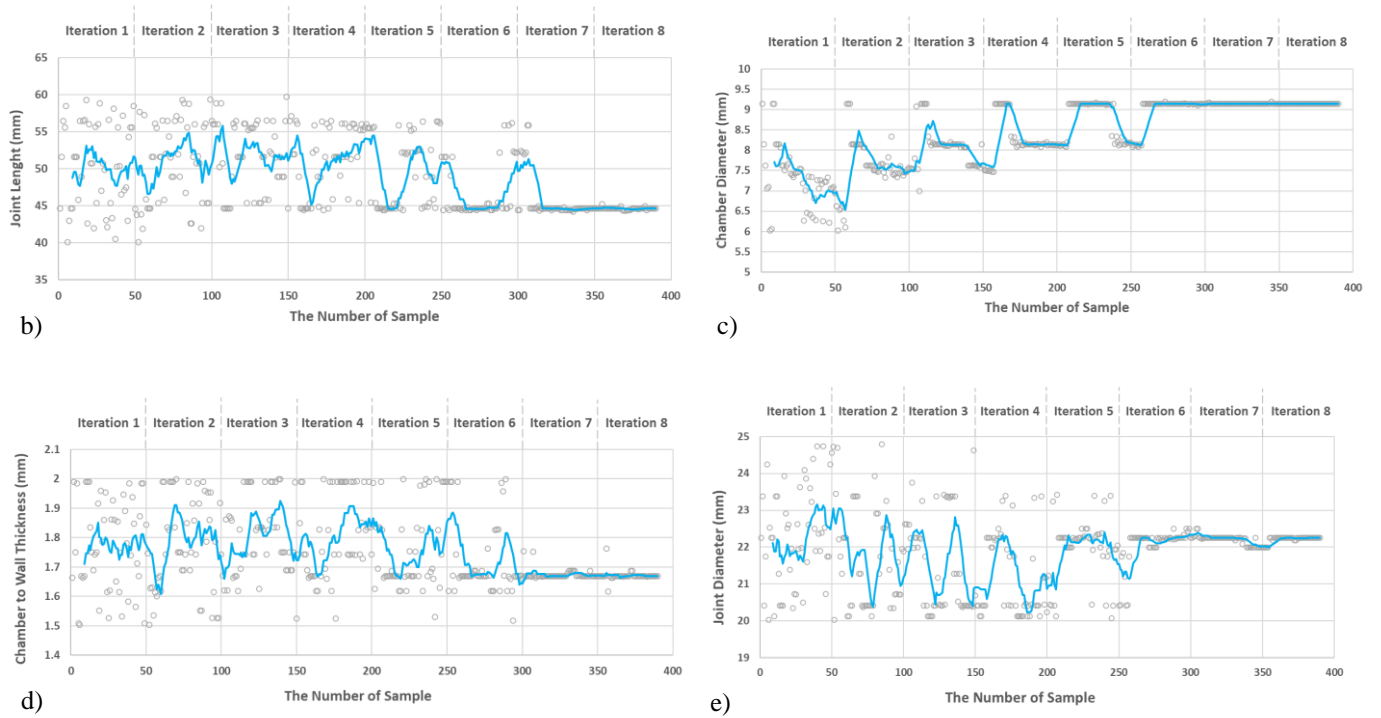 Iteration 1 Iteration 2 Iteration 3 Iteration 4 Iteration 5 Iteration 6 Iteration 7 Iteration 8
65
60
55
50
45
40
35
Joint Lenght (mm)
0 50 100 150 200 250 300 350 400
The Number of Sample
b)
Iteration 1 Iteration 2 Iteration 3 Iteration 4 Iteration 5 Iteration 6 Iteration 7 Iteration 8
10
9.5
9
8.5
8
7.5
7
6.5
6
5.5
5
Chamber Diameter (mm)
0 50 100 150 200 250 300 350 400
The Number of Sample
c)
Iteration 1 Iteration 2 Iteration 3 Iteration 4 Iteration 5 Iteration 6 Iteration 7 Iteration 8
2.1
2
1.9
1.8
1.7
1.6
1.5
1.4
Chamber to Wall Thickness (mm)
0 50 100 150 200 250 300 350 400
The Number of Sample
d)
Iteration 1 Iteration 2 Iteration 3 Iteration 4 Iteration 5 Iteration 6 Iteration 7 Iteration 8
25
24
23
22
21
20
19
Joint Diameter (mm)
0 50 100 150 200 250 300 350 400
The Number of Sample
e)